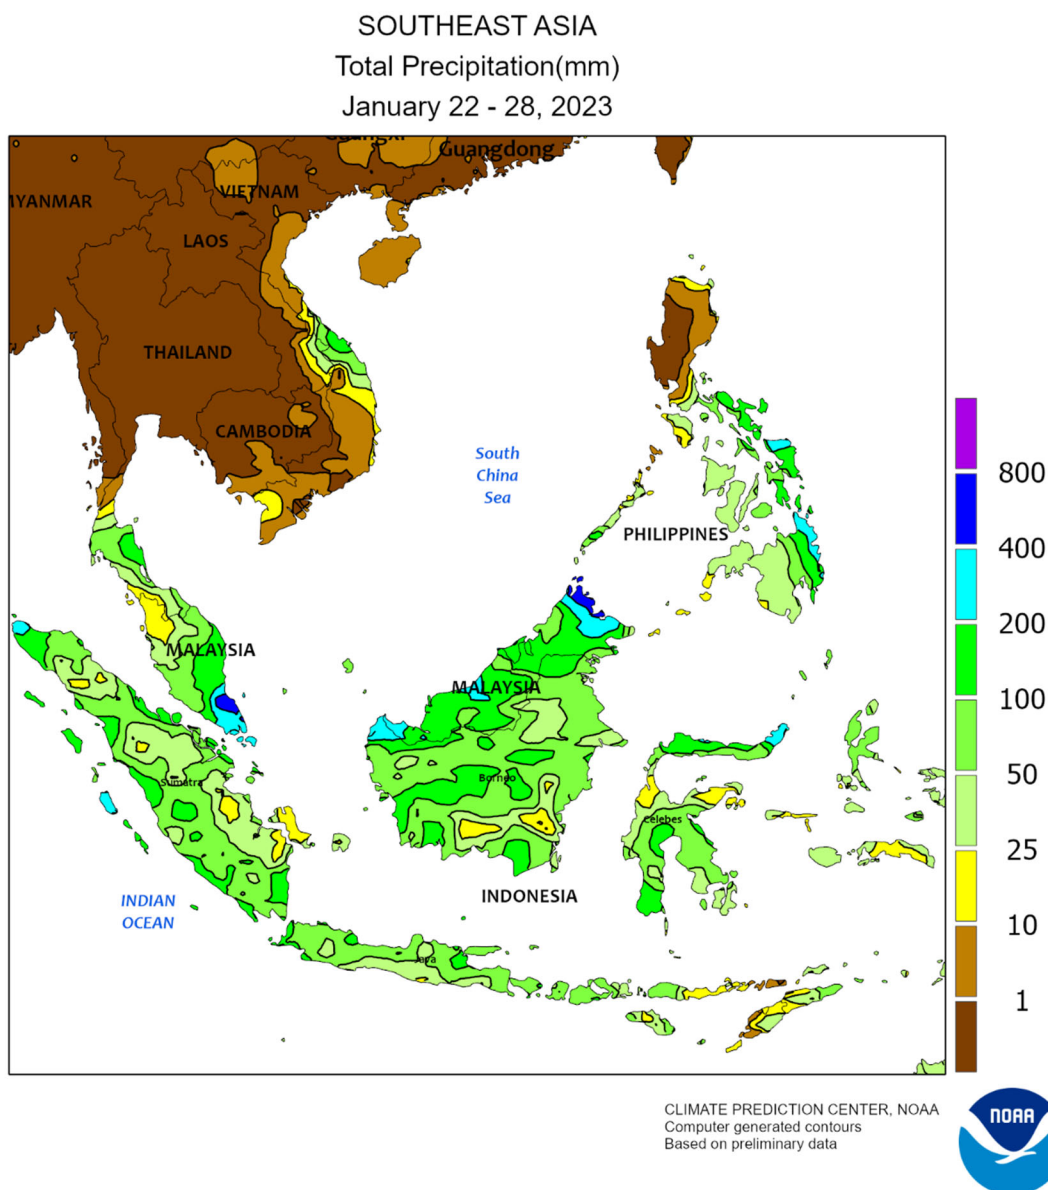 SOUTHEAST ASIA
Total Precipitation(mm)
January 22 - 28, 2023
Guangdong
VIETNAM
YANMAR
LAOS
THAILAND
CAMBODIA
South
China
Sea
PHILIPPINES
MALAYSIA
MALAYSIA
Sumatra
Borneo
Celebes
INDIAN
OCEAN
INDONESIA
Java
800
400
200
100
50
25
10
1
CLIMATE PREDICTION CENTER, NOAA
Computer generated contours
Based on preliminary data
NOAA